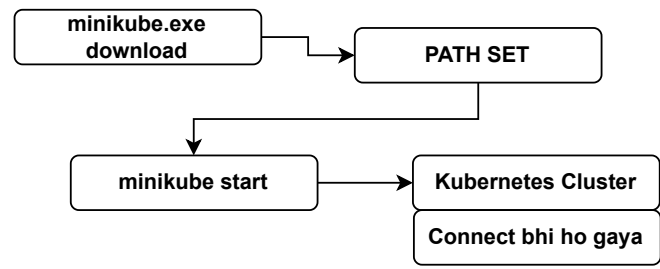 minikube.exe
download
PATH SET
minikube start
Kubernetes Cluster
Connect bhi ho gaya